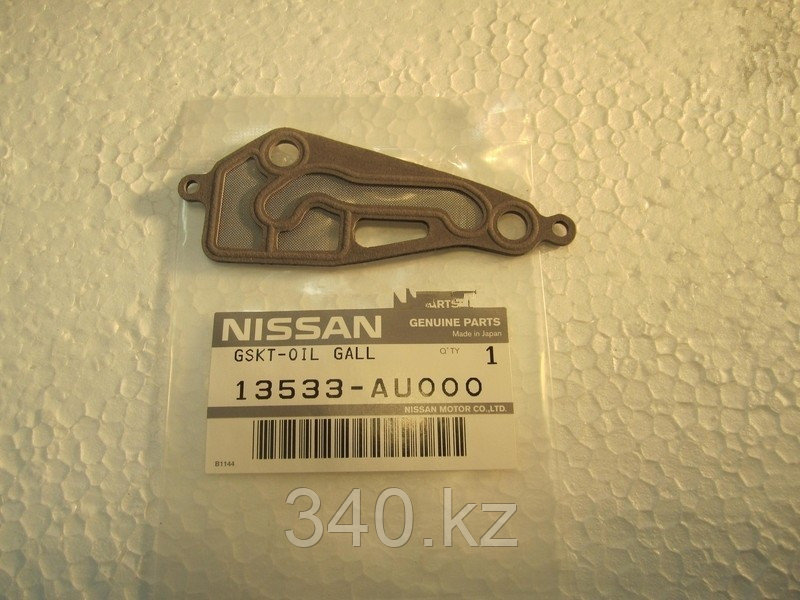 ARTS
NISSAN
GENUINE PARTS
Made in Japan
GSKT-OIL GALL
Q'TY 1
13533-AU000
NISSAN MOTOR CO.,LTD.
B1144
340.kz